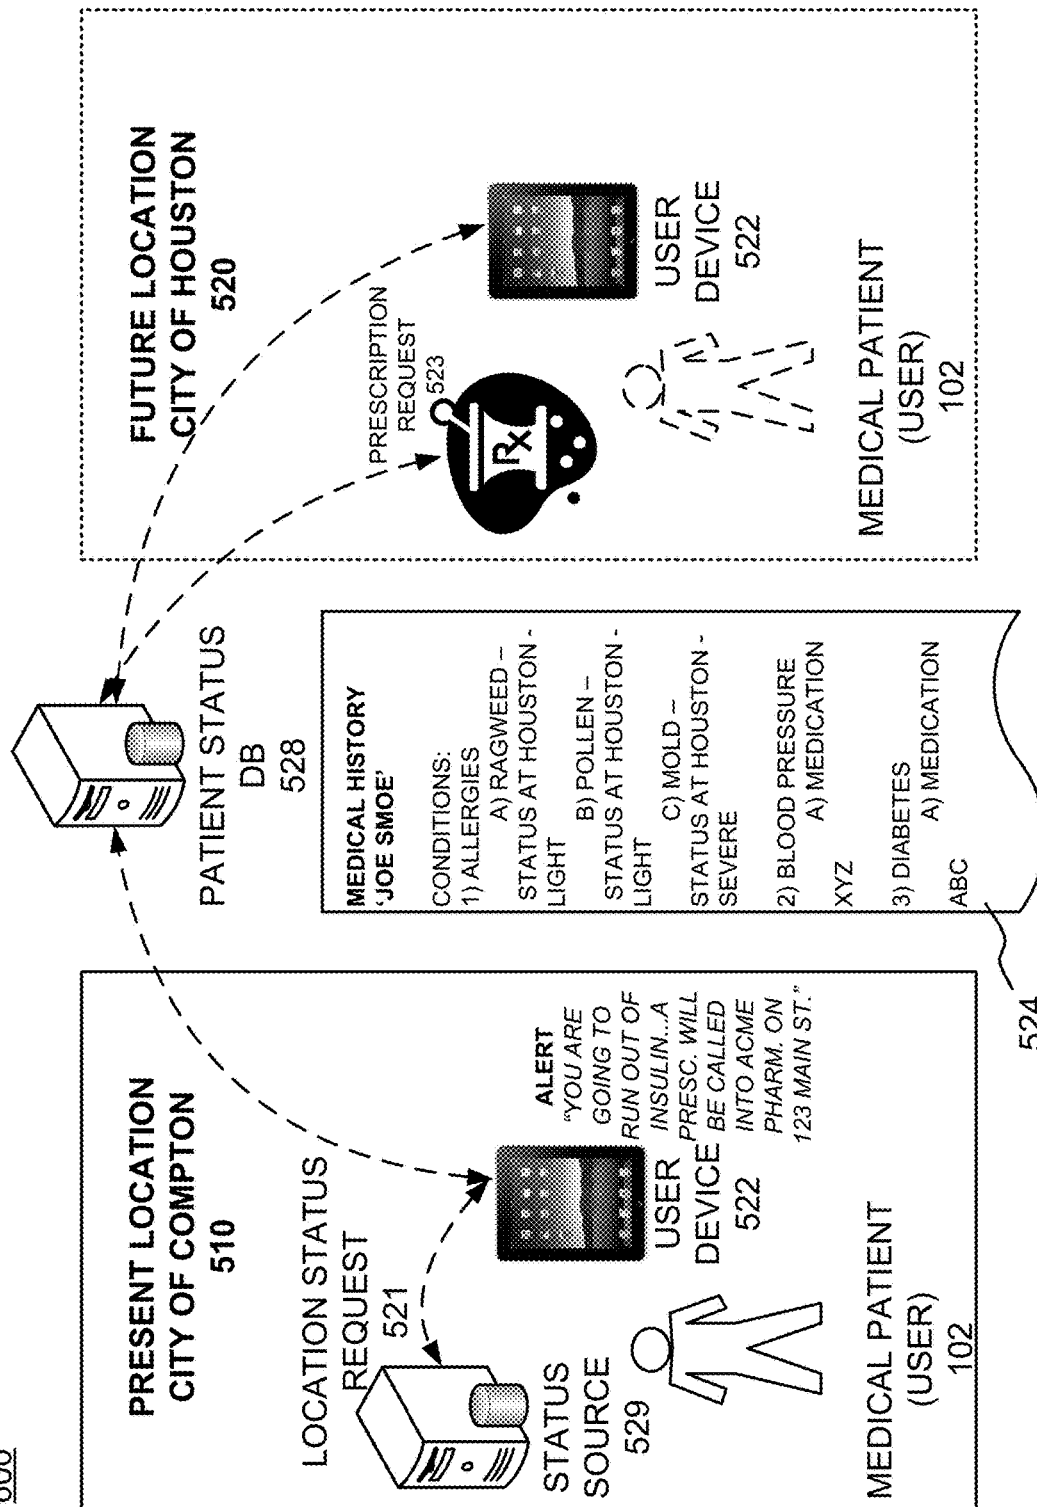 600
PRESENT LOCATION
CITY OF COMPTON
510
LOCATION STATUS
REQUEST
521
STATUS
SOURCE
529
USER
DEVICE
522
ALERT
“YOU ARE
GOING TO
RUN OUT OF
INSULIN...A
PRESC. WILL
BE CALLED
INTO ACME
PHARM. ON
123 MAIN ST.”
MEDICAL PATIENT
(USER)
102
PATIENT STATUS
DB
528
MEDICAL HISTORY
‘JOE SMOE’
CONDITIONS:
1) ALLERGIES
A) RAGWEED –
STATUS AT HOUSTON -
LIGHT
B) POLLEN –
STATUS AT HOUSTON -
LIGHT
C) MOLD –
STATUS AT HOUSTON -
SEVERE
2) BLOOD PRESSURE
A) MEDICATION
XYZ
3) DIABETES
A) MEDICATION
ABC
524
FUTURE LOCATION
CITY OF HOUSTON
520
PRESCRIPTION
REQUEST
523
Rx
USER
DEVICE
522
MEDICAL PATIENT
(USER)
102